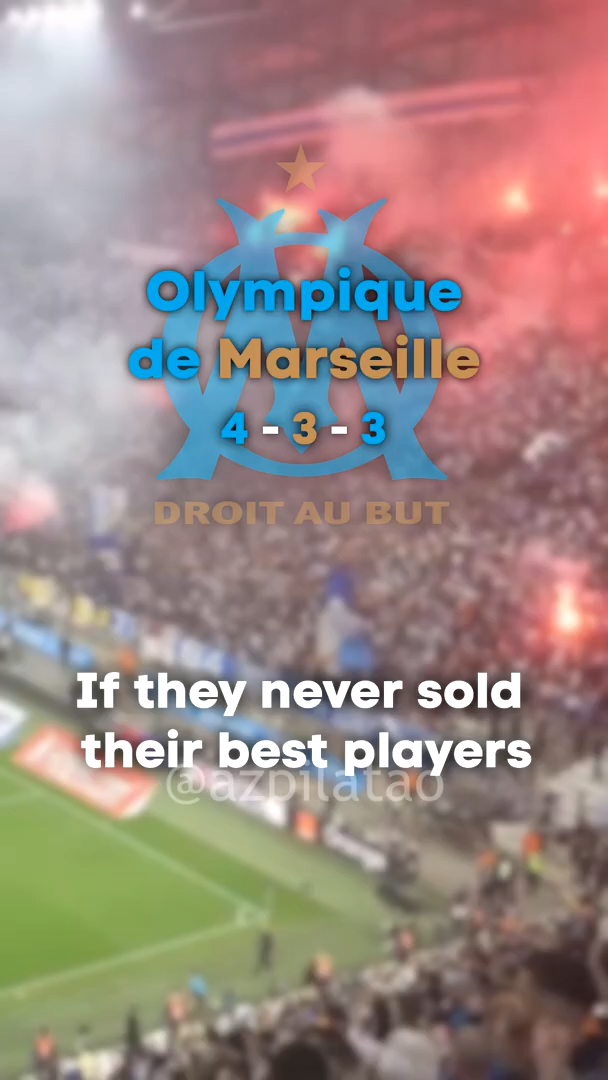 Olympique
de Marseille
4 - 3 - 3
DROIT AU BUT
If they never sold
their best players
@azpilatao